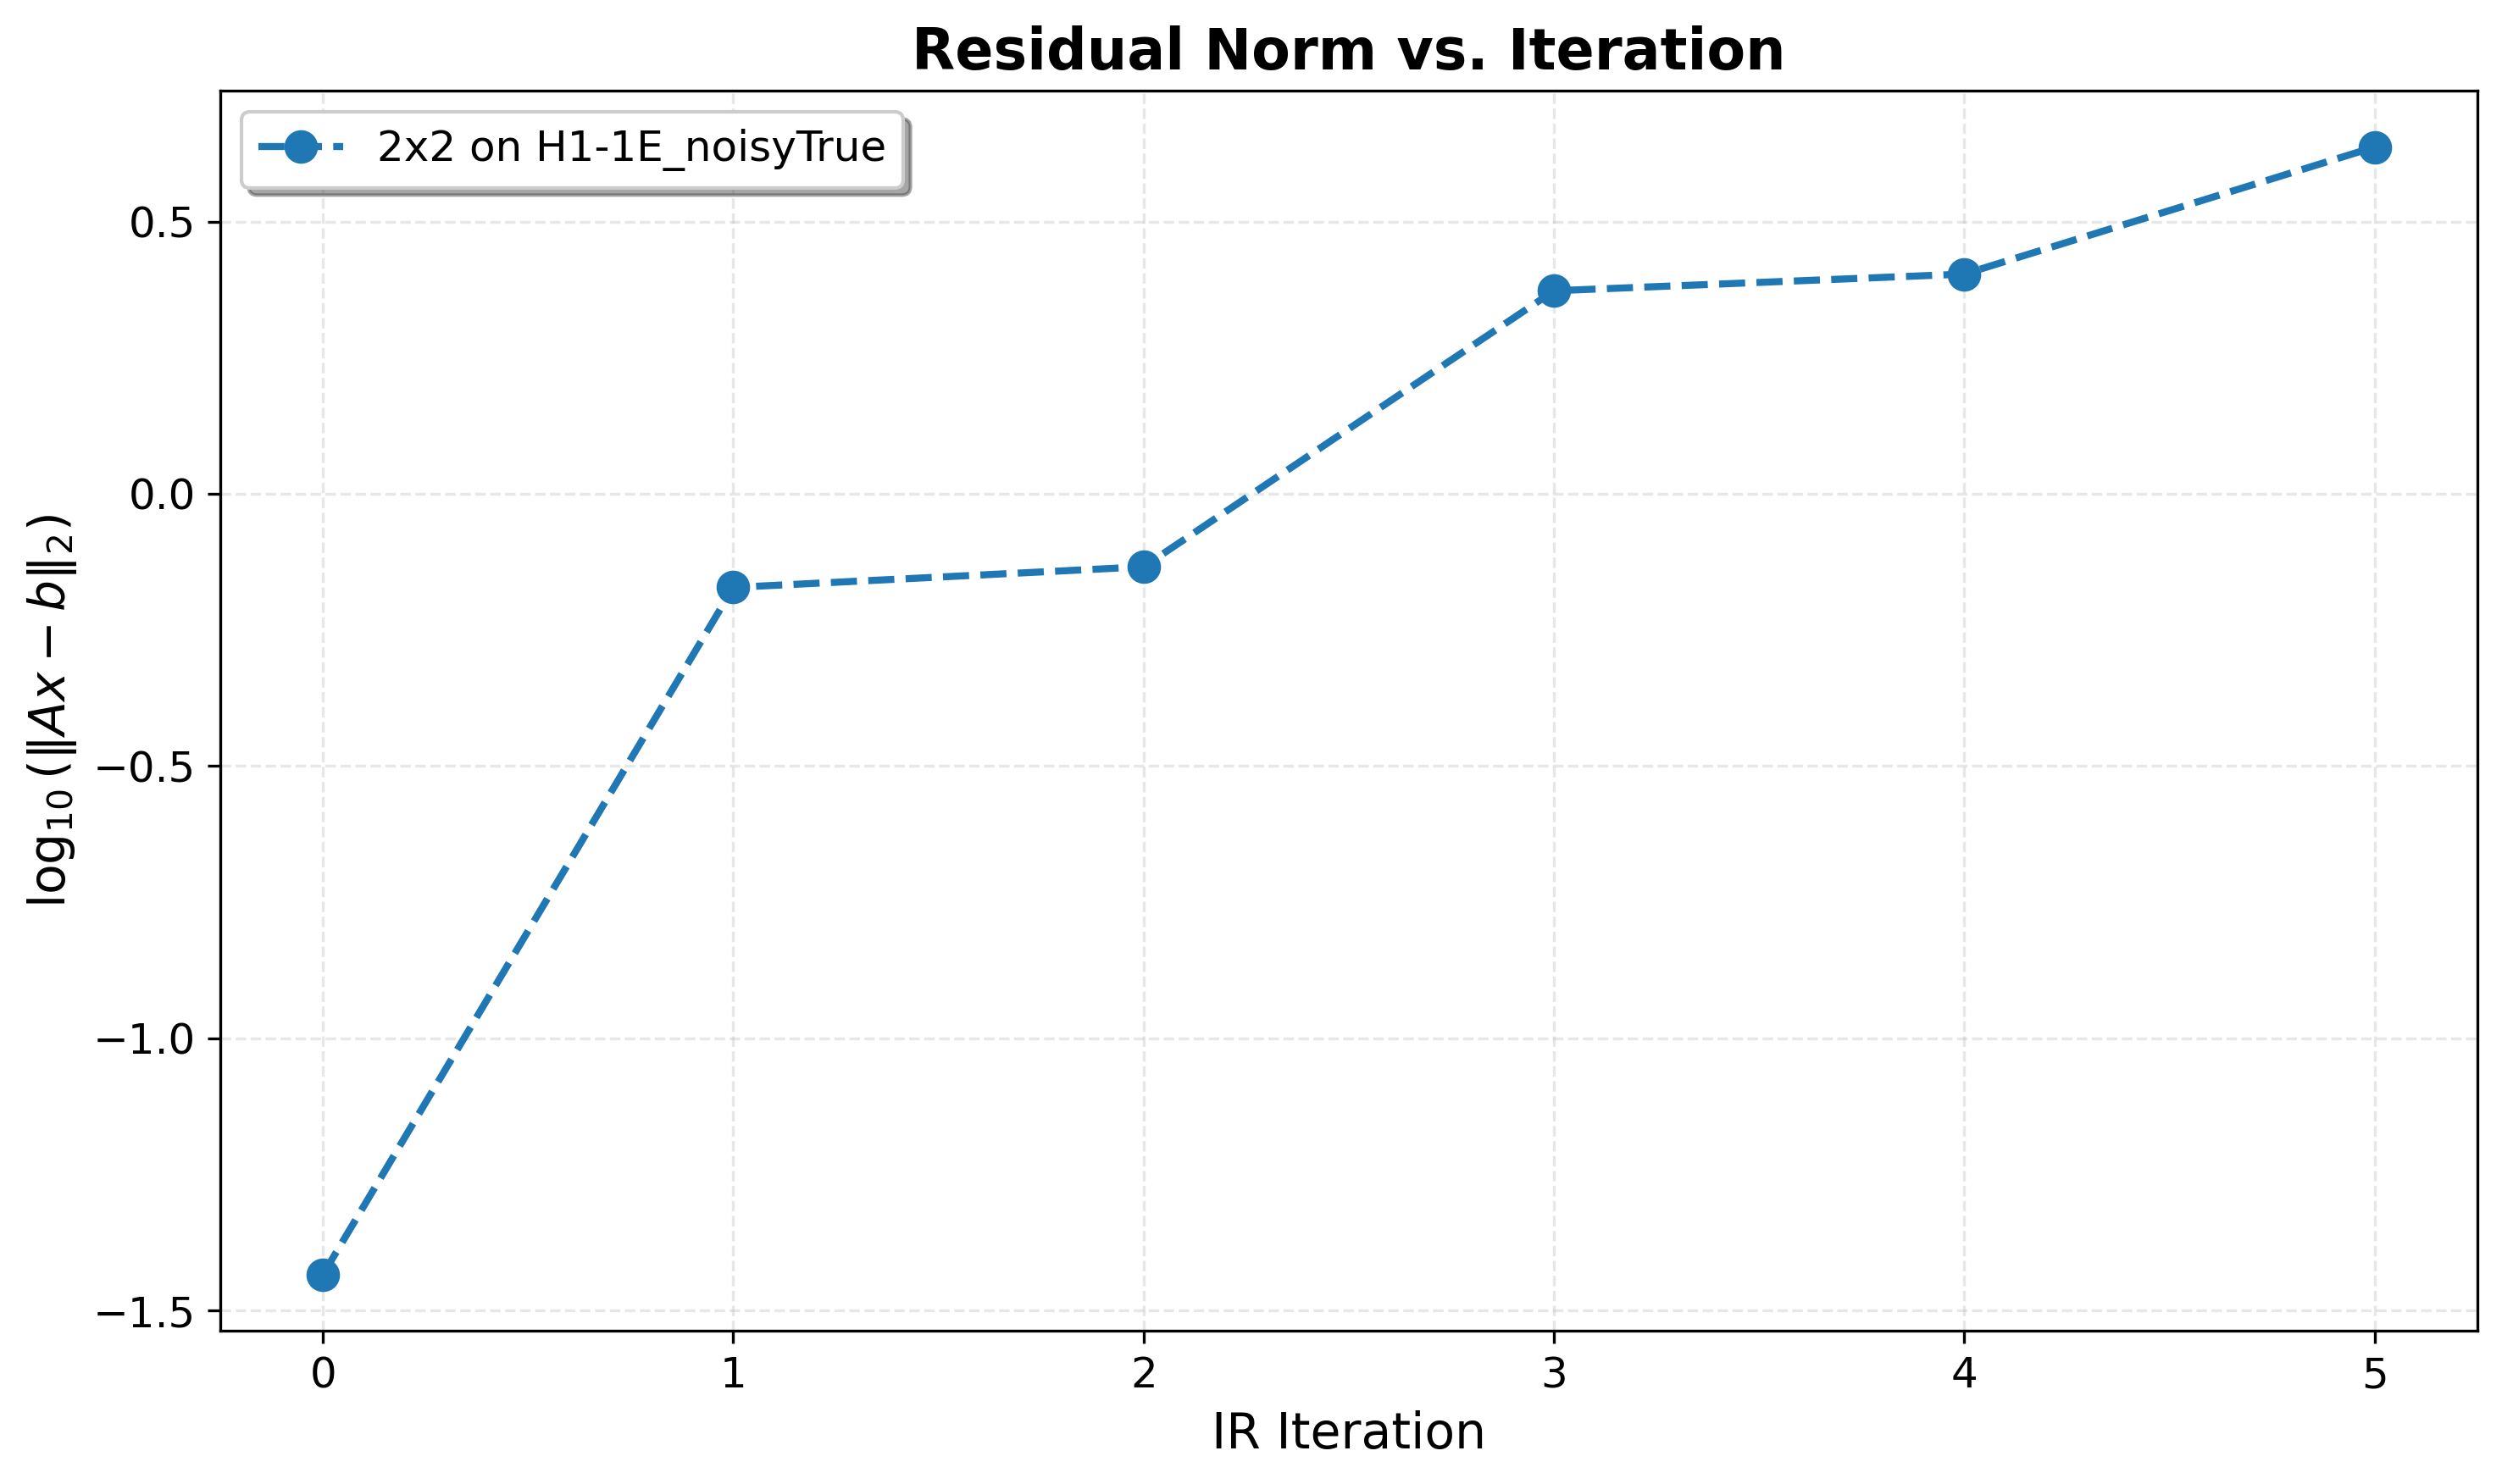 Residual Norm vs. Iteration
2x2 on H1-1E_noisyTrue
log₁₀ (‖Ax − b‖₂)
0.5
0.0
−0.5
−1.0
−1.5
0 1 2 3 4 5
IR Iteration